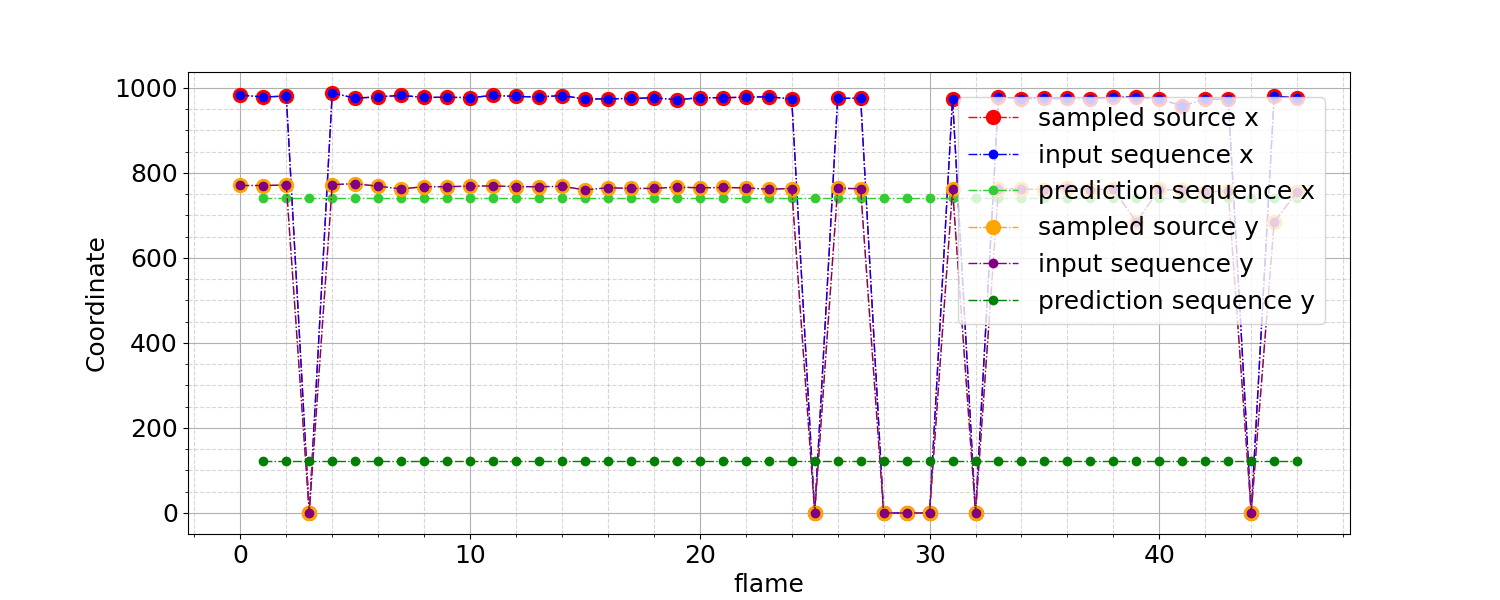 1000
800
600
400
200
0
Coordinate
sampled source x
input sequence x
prediction sequence x
sampled source y
input sequence y
prediction sequence y
0 10 20 30 40
flame